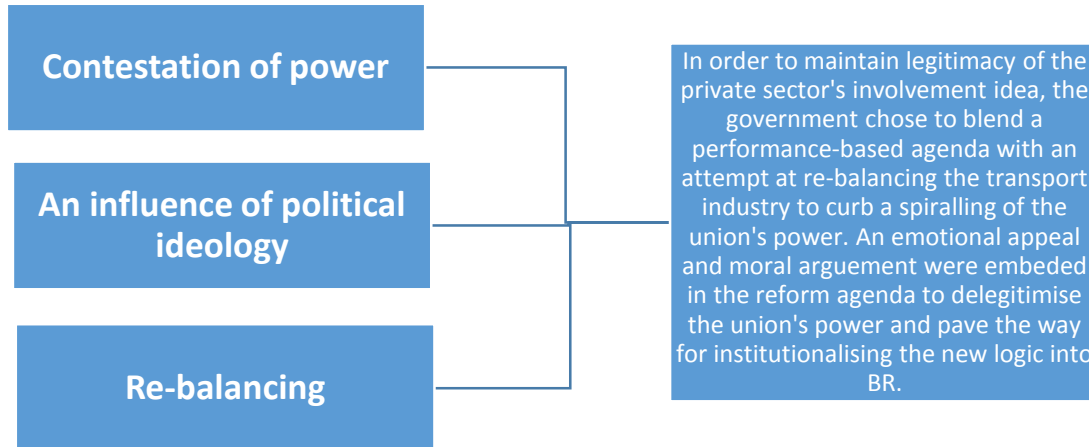 Contestation of power
An influence of political
ideology
Re-balancing
In order to maintain legitimacy of the
private sector's involvement idea, the
government chose to blend a
performance-based agenda with an
attempt at re-balancing the transport
industry to curb a spiralling of the
union's power. An emotional appeal
and moral arguement were embeded
in the reform agenda to delegitimise
the union's power and pave the way
for institutionalising the new logic into
BR.